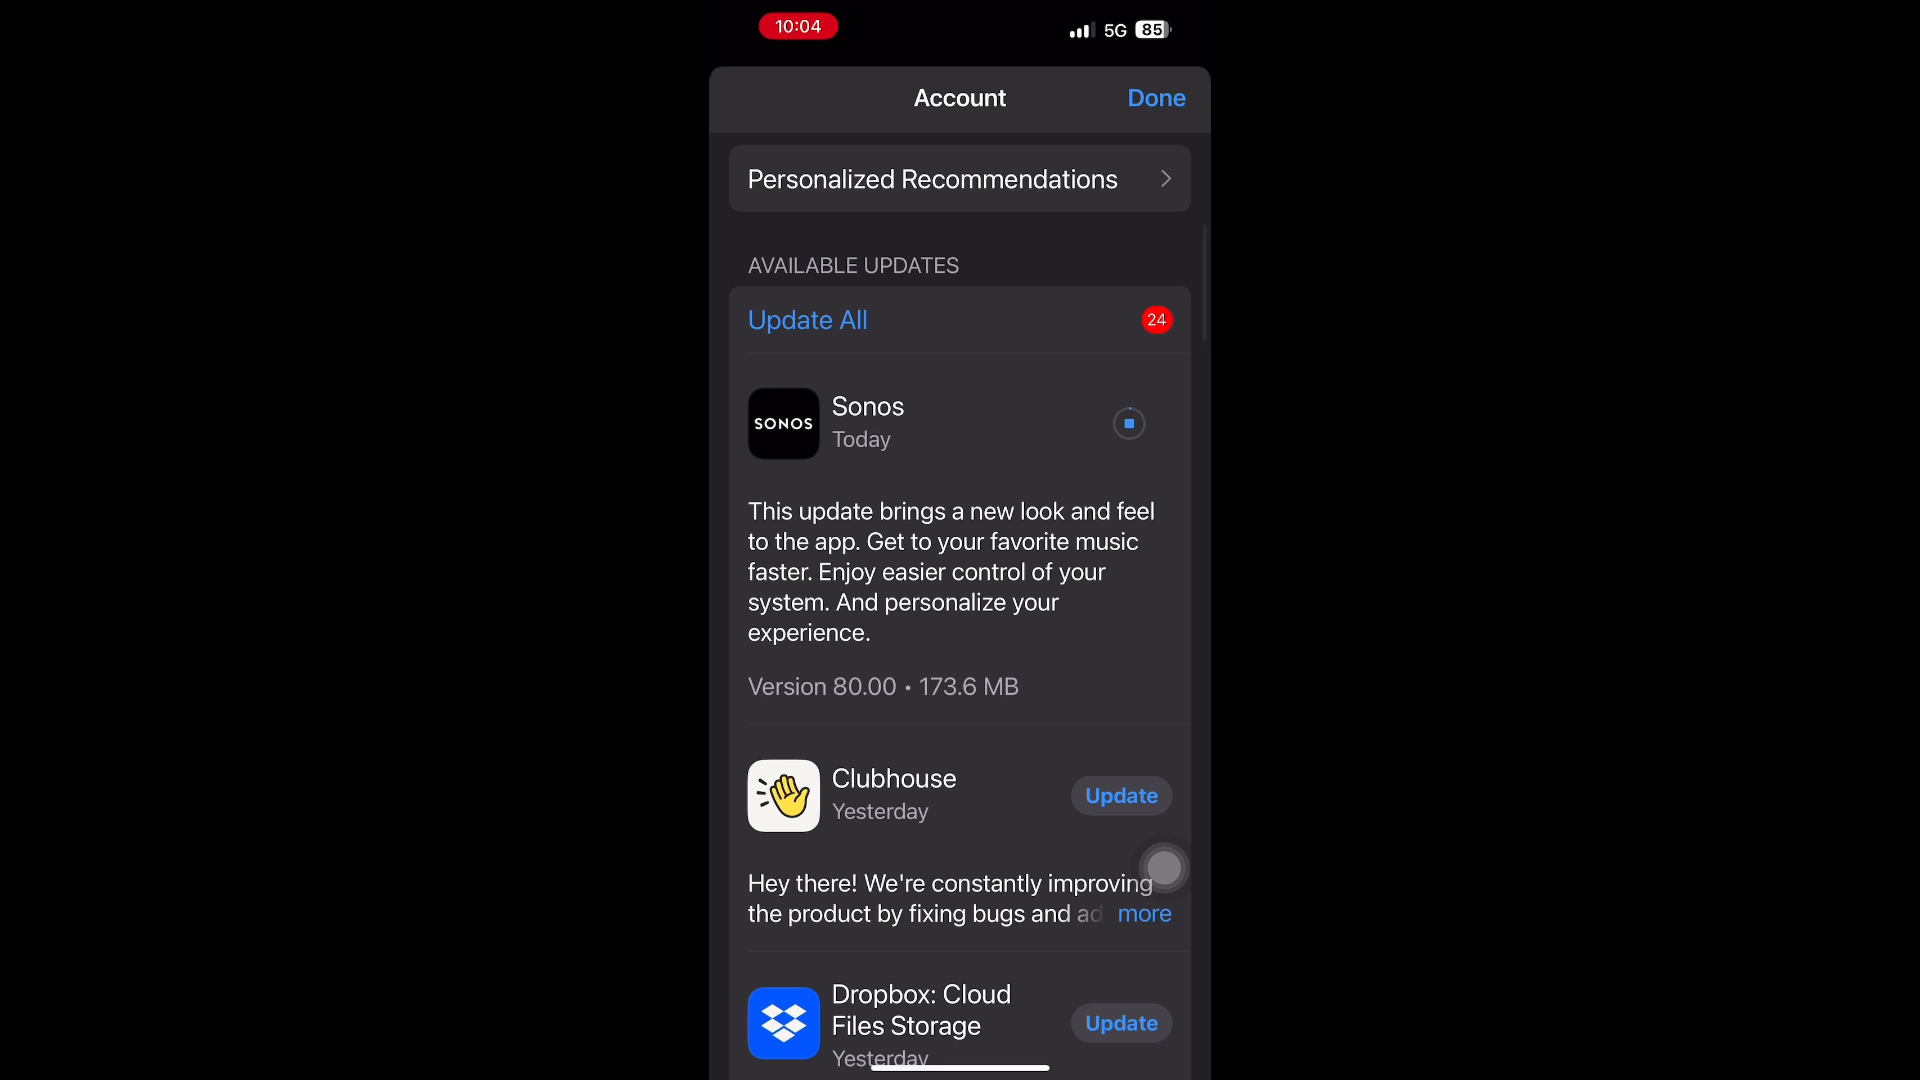 10:04
5G
85
Account
Done
Personalized Recommendations
AVAILABLE UPDATES
Update All
24
SONOS
Sonos
Today
This update brings a new look and feel
to the app. Get to your favorite music
faster. Enjoy easier control of your
system. And personalize your
experience.
Version 80.00 • 173.6 MB
Clubhouse
Yesterday
Update
Hey there! We're constantly improving
the product by fixing bugs and ad
more
Dropbox: Cloud
Files Storage
Yesterday
Update